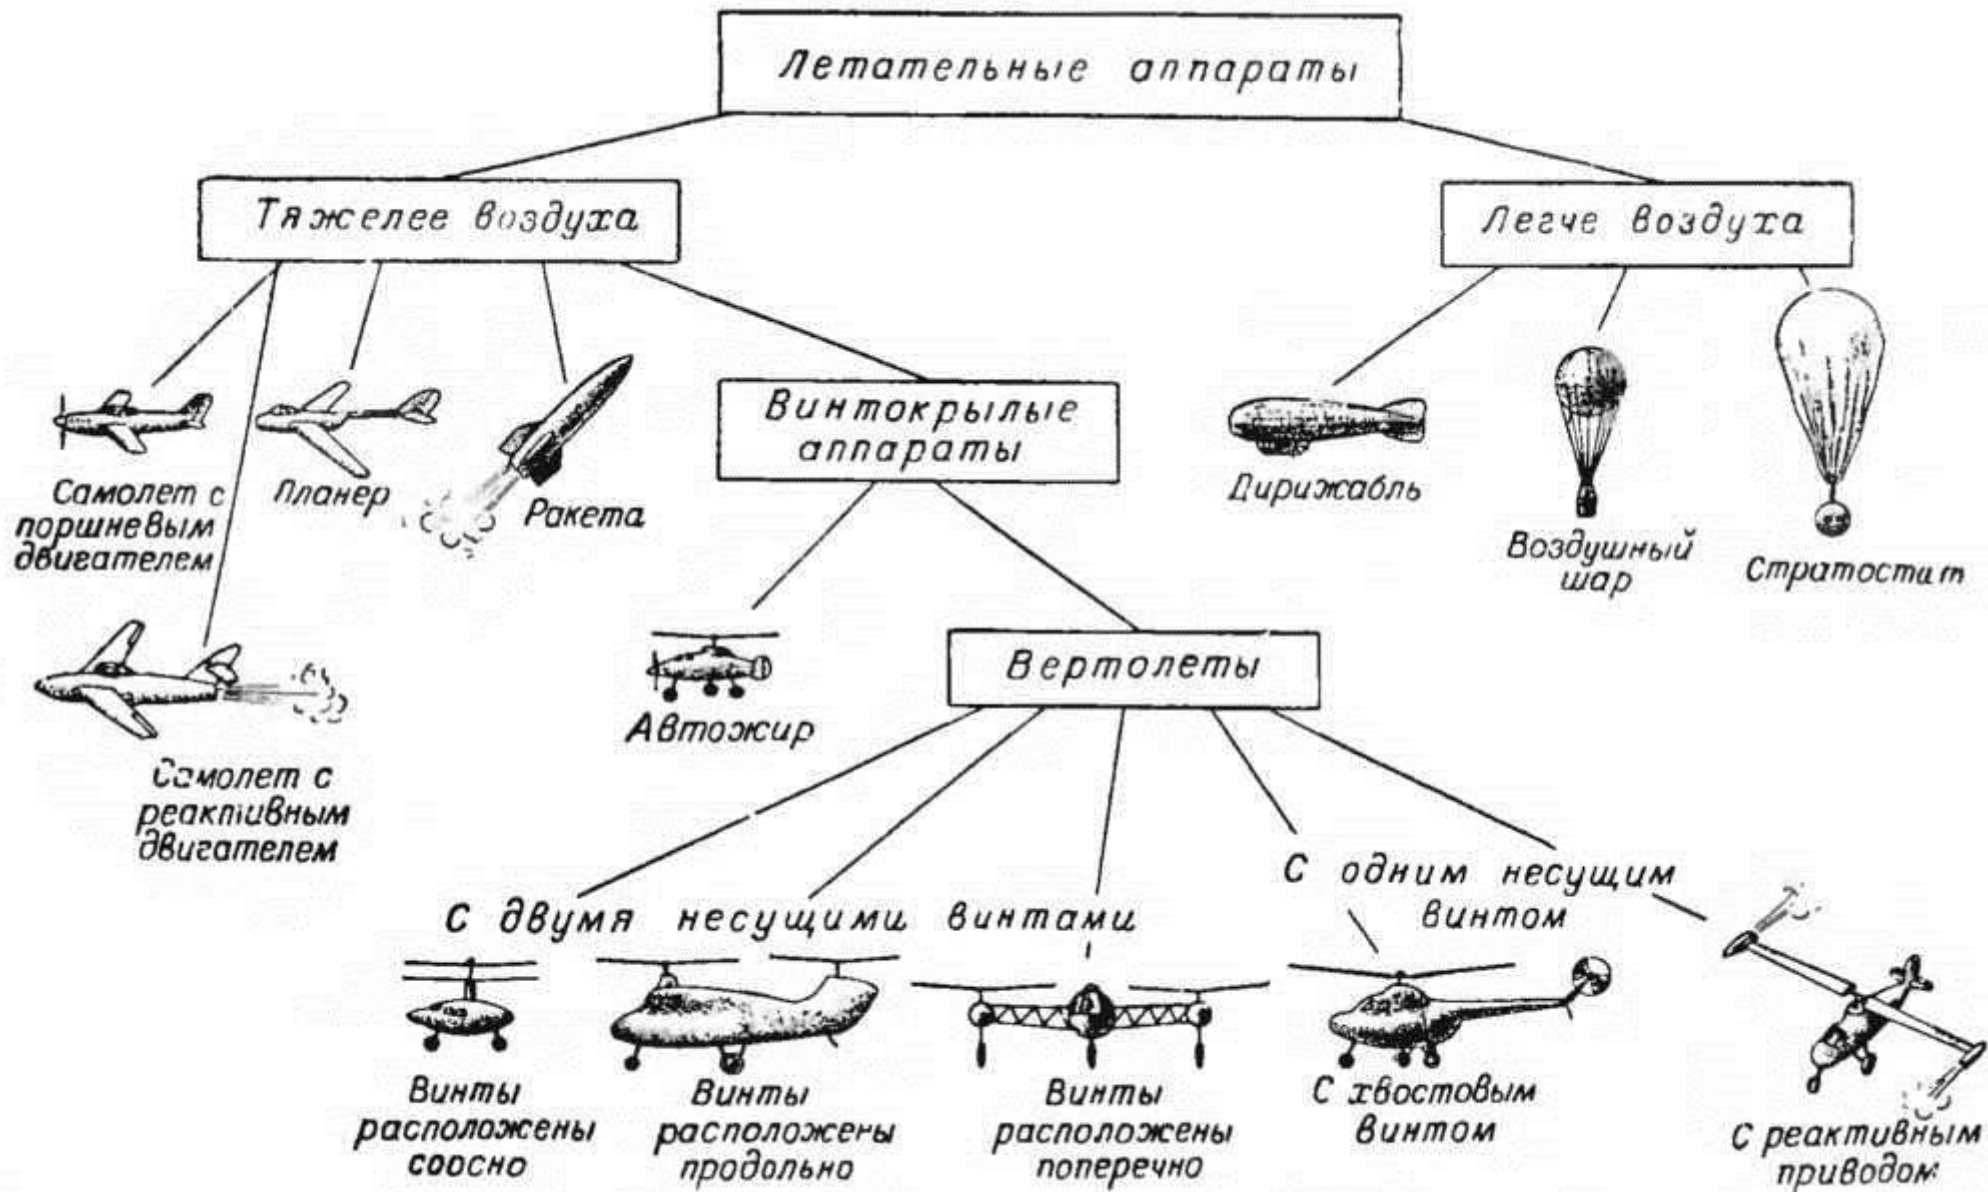 Летательные аппараты
Тяжелее воздуха
Легче воздуха
Винтокрылые
аппараты
Самолет с
поршневым
двигателем
Планер
Ракета
Дирижабль
Воздушный
шар
Стратостат
Автожир
Вертолеты
Самолет с
реактивным
двигателем
С двумя несущими винтами
С одним несущим
винтом
Винты
расположены
соосно
Винты
расположены
продольно
Винты
расположены
поперечно
С хвостовым
винтом
С реактивным
приводом